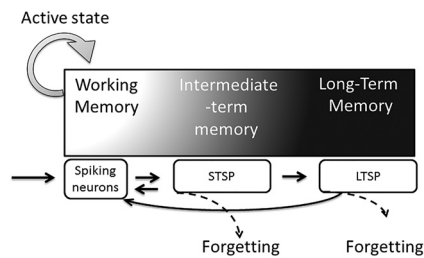 Active state
Working
Memory
Intermediate
-term
memory
Long-Term
Memory
Spiking
neurons
STSP
LTSP
Forgetting
Forgetting